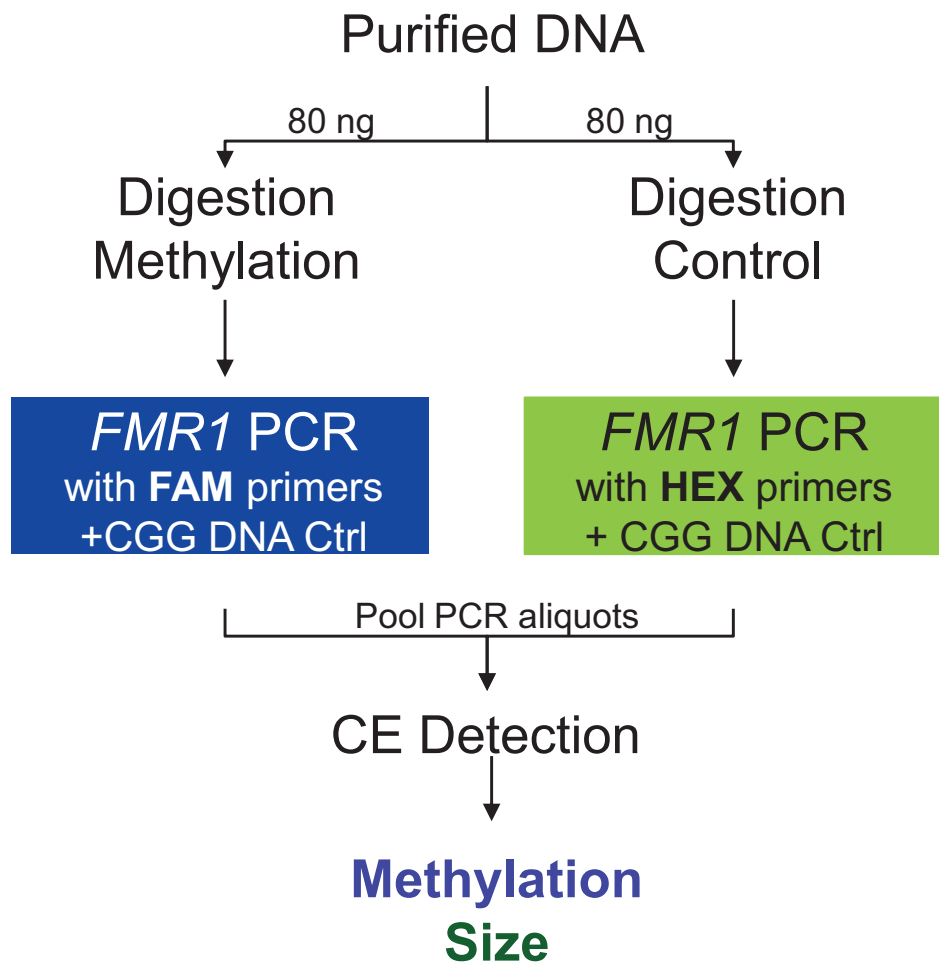 Purified DNA
80 ng
80 ng
Digestion
Methylation
Digestion
Control
FMR1 PCR
with FAM primers
+CGG DNA Ctrl
FMR1 PCR
with HEX primers
+ CGG DNA Ctrl
Pool PCR aliquots
CE Detection
Methylation
Size